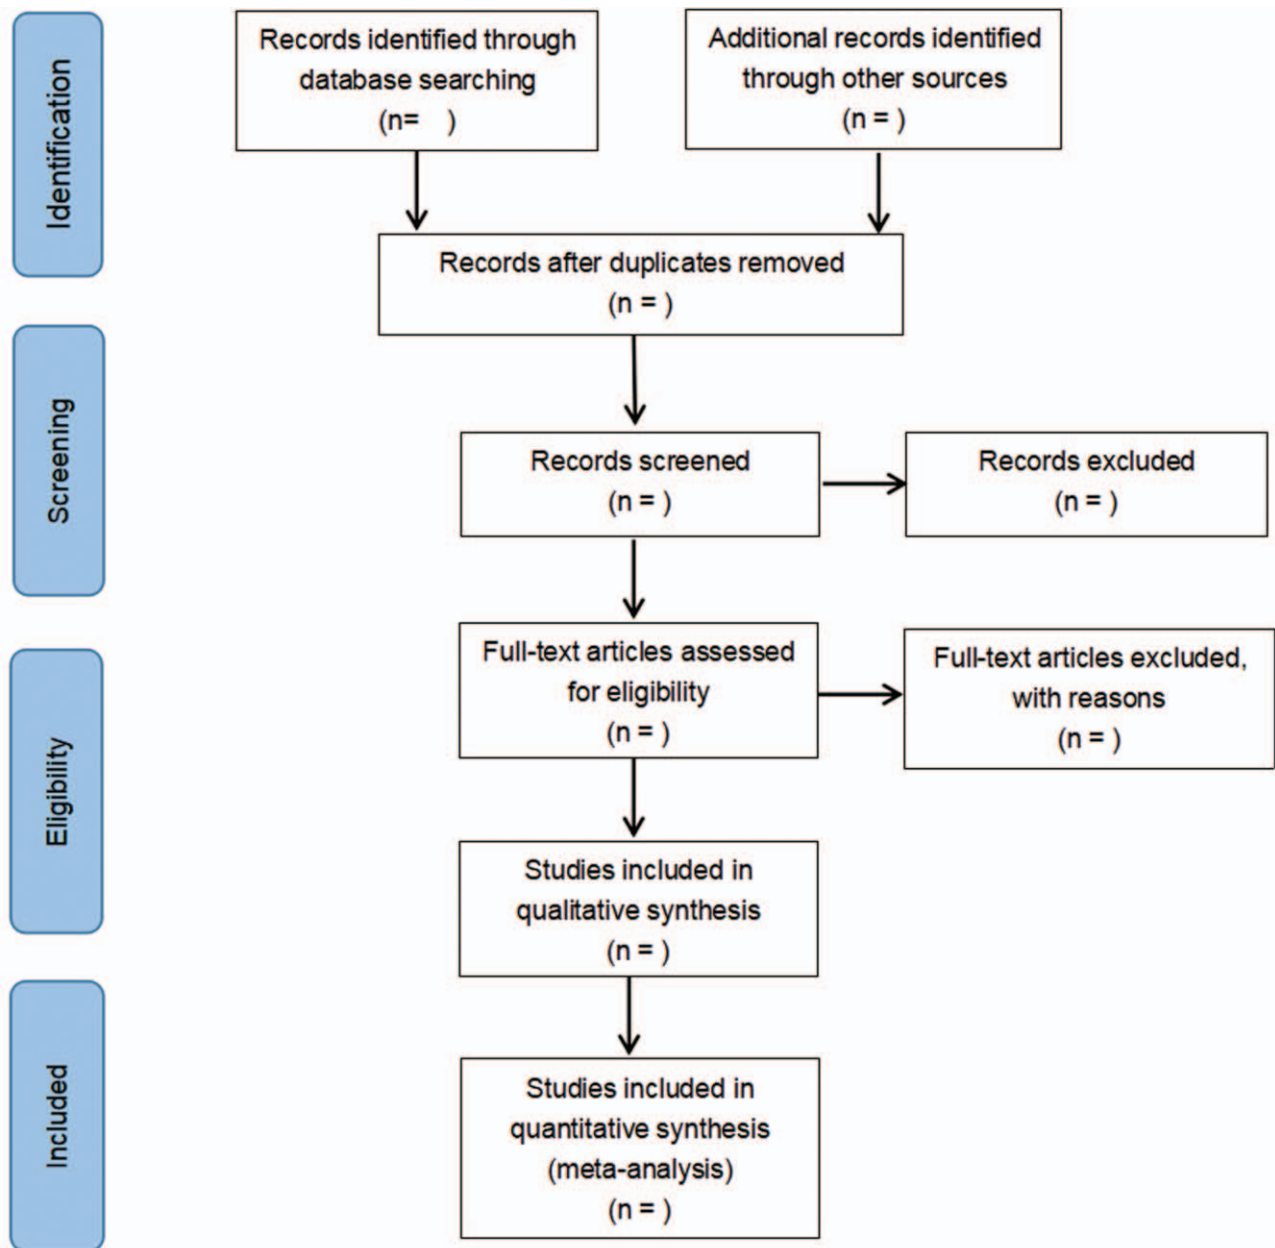 Identification
Records identified through
database searching
(n= )
Additional records identified
through other sources
(n = )
Records after duplicates removed
(n = )
Screening
Records screened
(n = )
Records excluded
(n = )
Eligibility
Full-text articles assessed
for eligibility
(n = )
Full-text articles excluded,
with reasons
(n = )
Studies included in
qualitative synthesis
(n = )
Included
Studies included in
quantitative synthesis
(meta-analysis)
(n = )